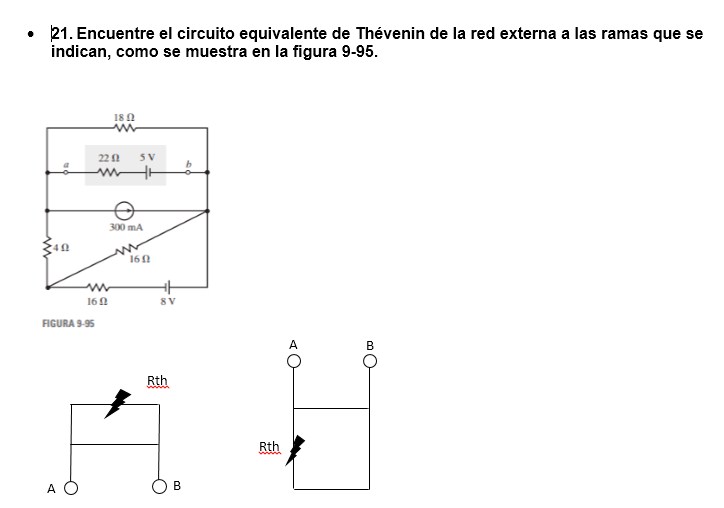 • 21. Encuentre el circuito equivalente de Thévenin de la red externa a las ramas que se
indican, como se muestra en la figura 9-95.
18 Ω
22 Ω 5 V
a
b
300 mA
4 Ω
16 Ω
16 Ω
8 V
FIGURA 9-95
A
B
Rth
Rth
A
B